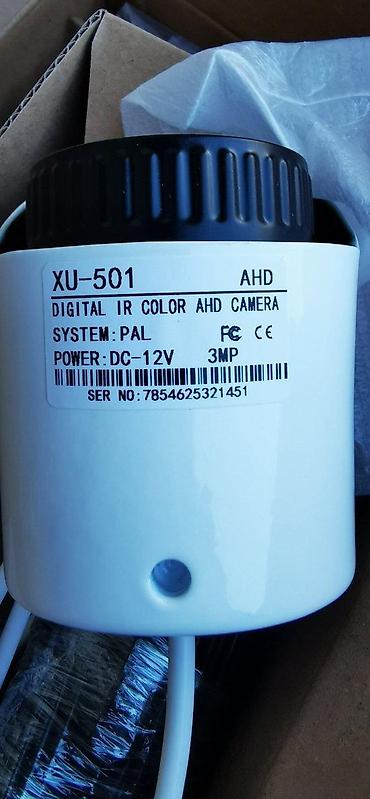 XU-501 AHD
DIGITAL IR COLOR AHD CAMERA
SYSTEM:PAL FC CE
POWER:DC-12V 3MP
SER NO:7854625321451